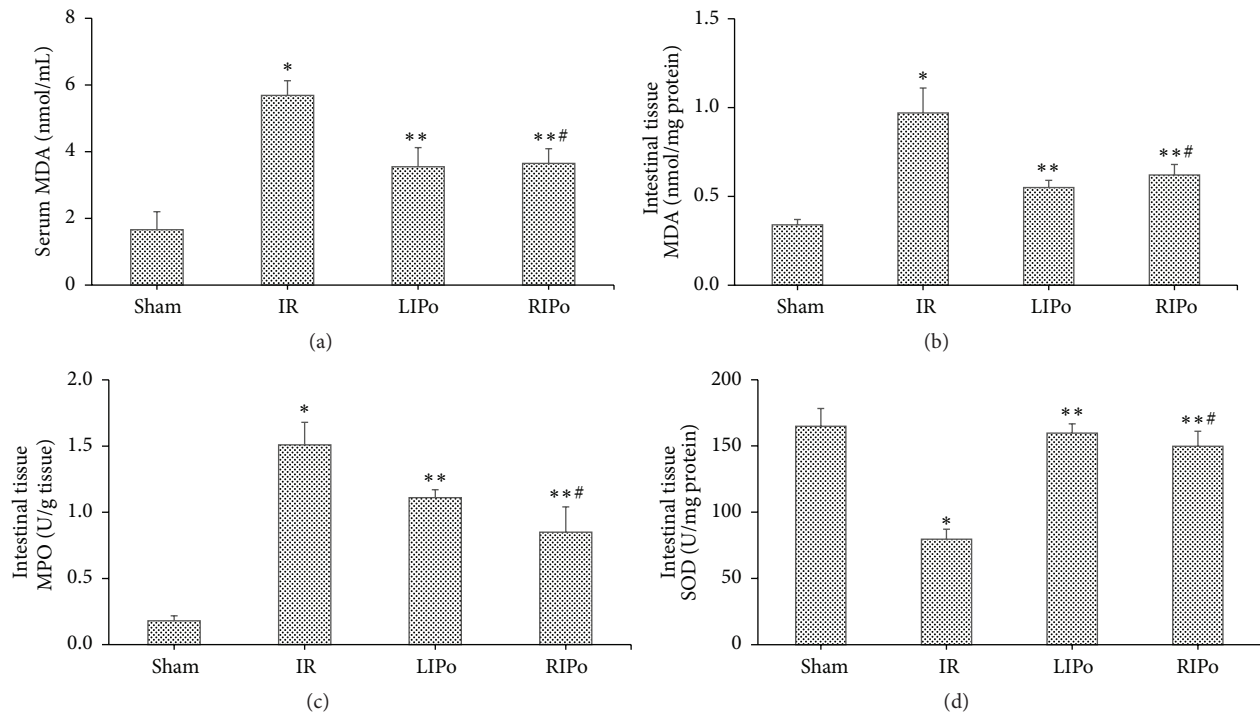 Serum MDA (nmol/mL)
8
6
4
2
0
*
**
**#
Sham IR LIPo RIPo
(a)
Intestinal tissue
MDA (nmol/mg protein)
1.5
1.0
0.5
0.0
*
**
**#
Sham IR LIPo RIPo
(b)
Intestinal tissue
MPO (U/g tissue)
2.0
1.5
1.0
0.5
0.0
*
**
**#
Sham IR LIPo RIPo
(c)
Intestinal tissue
SOD (U/mg protein)
200
150
100
50
0
*
**
**#
Sham IR LIPo RIPo
(d)